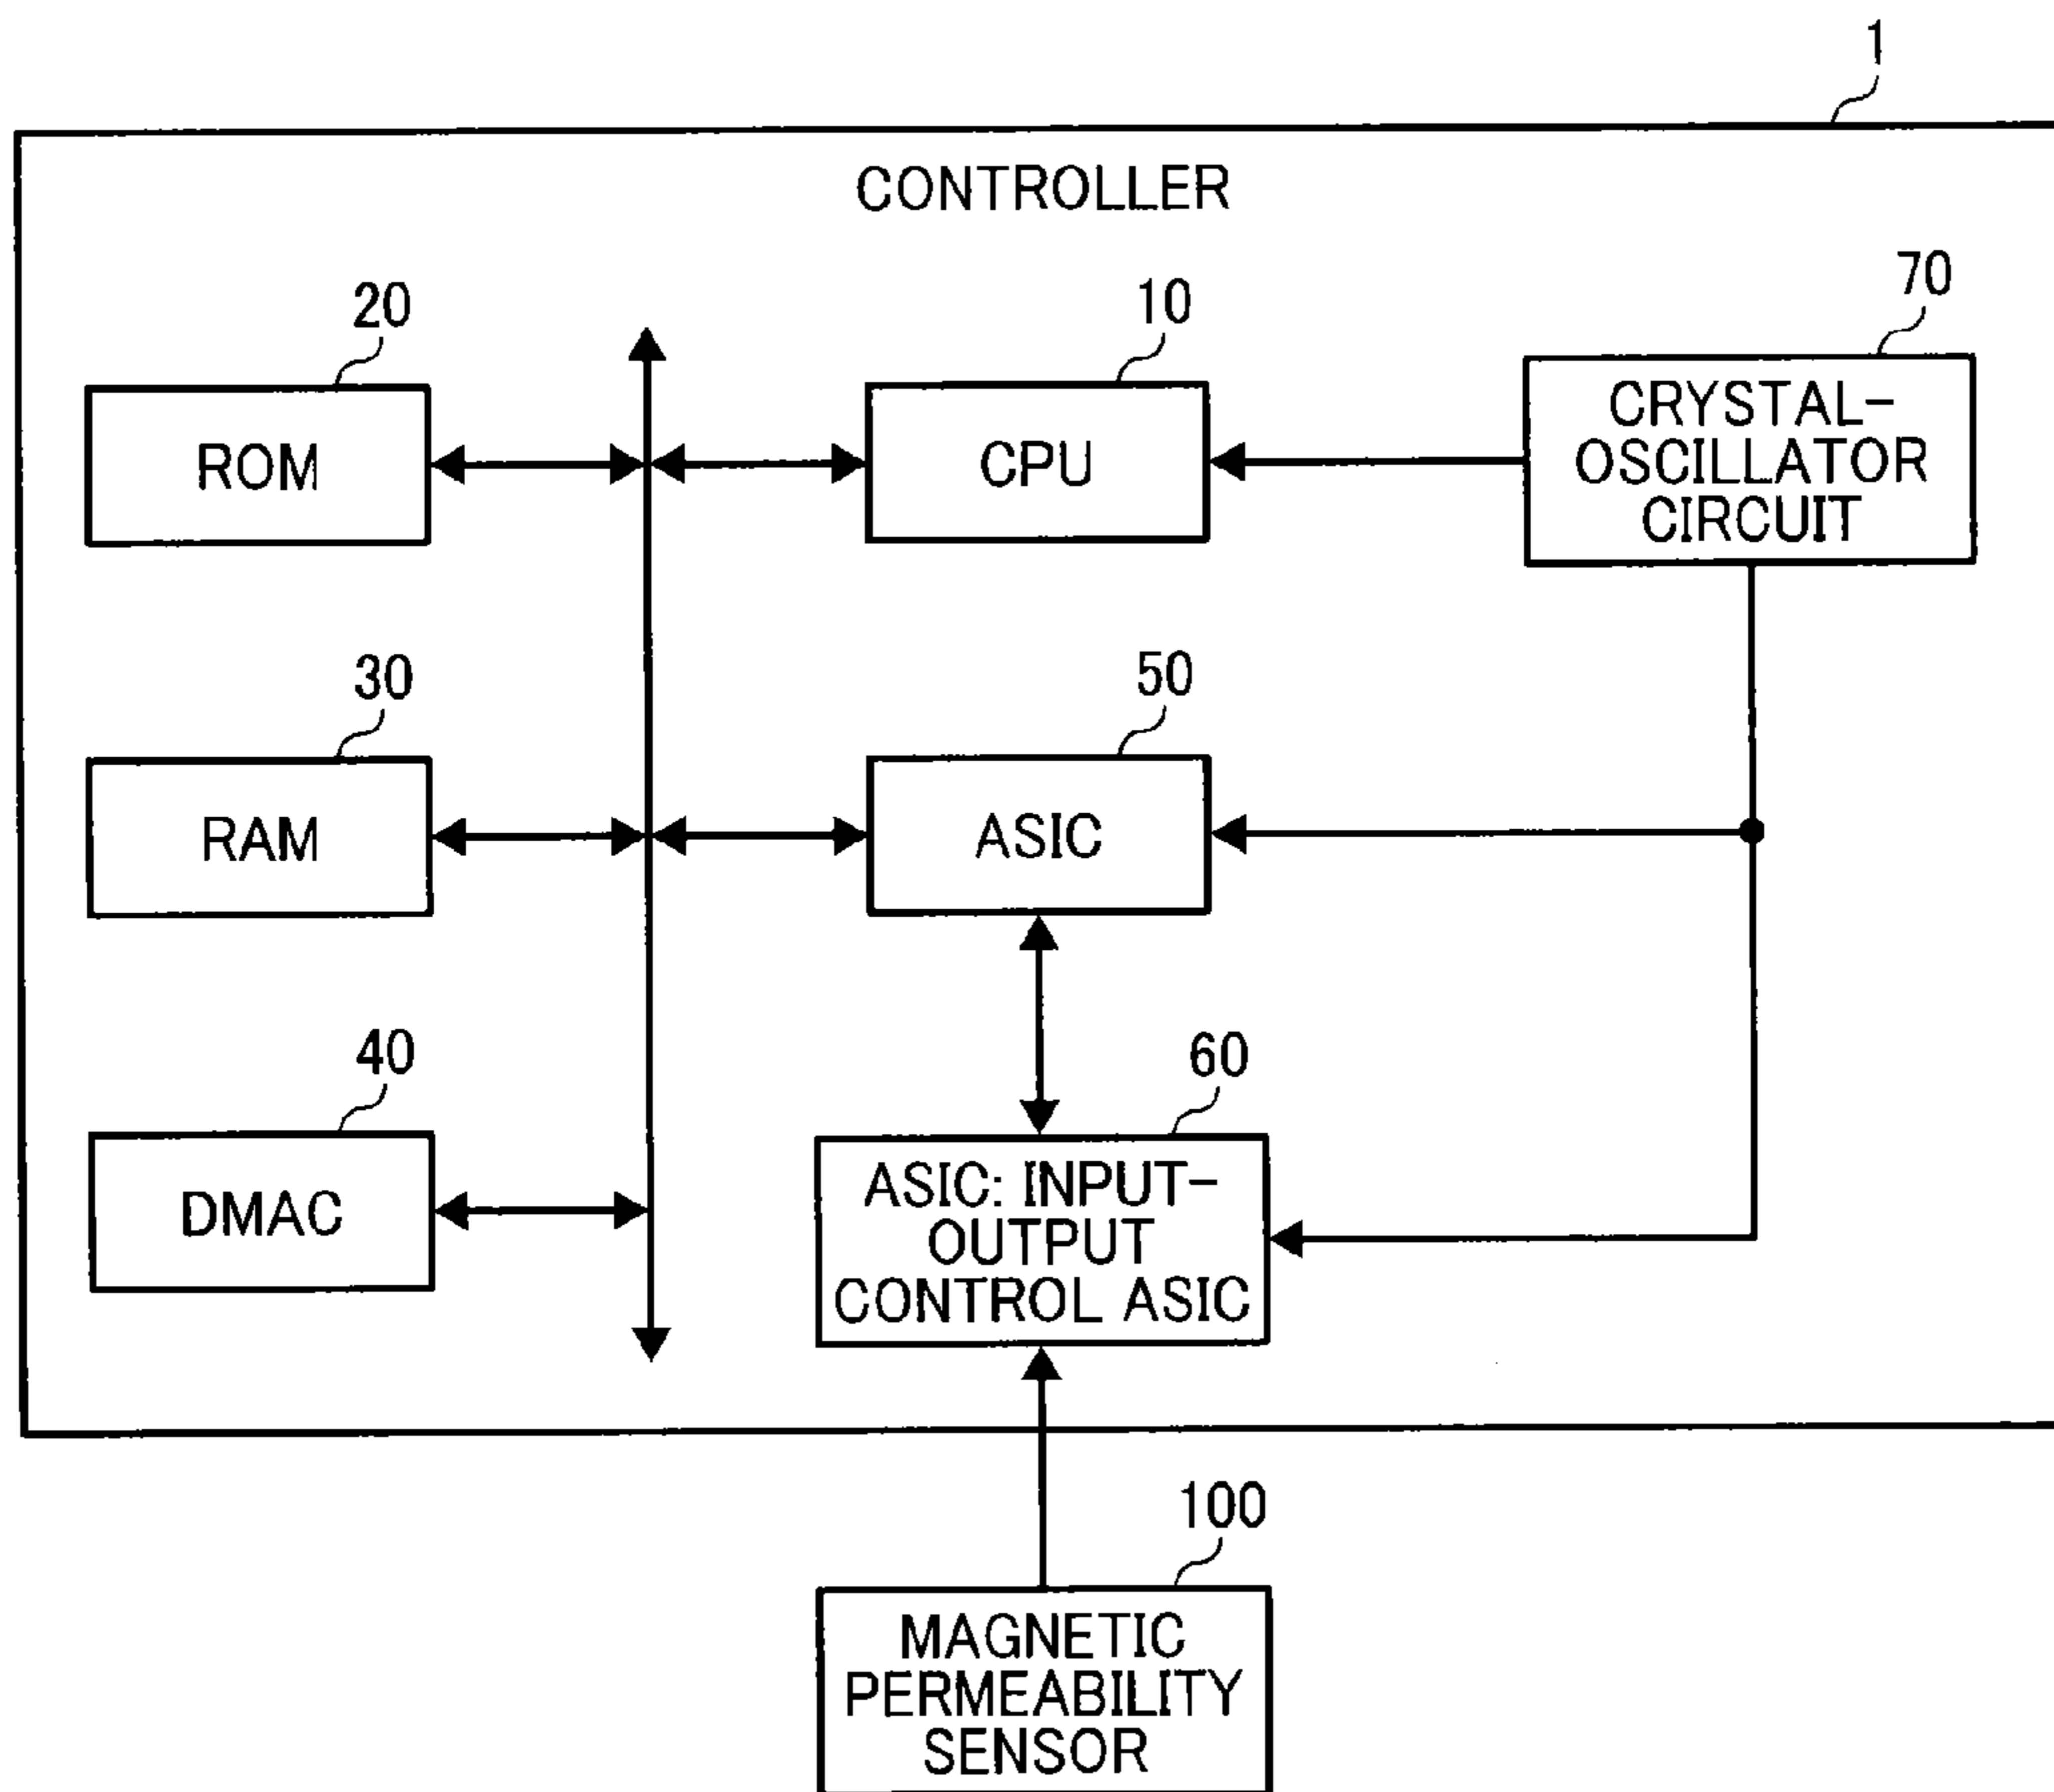 1
CONTROLLER
20
10
70
ROM
CPU
CRYSTAL-
OSCILLATOR
CIRCUIT
30
50
RAM
ASIC
40
60
DMAC
ASIC: INPUT-
OUTPUT
CONTROL ASIC
100
MAGNETIC
PERMEABILITY
SENSOR